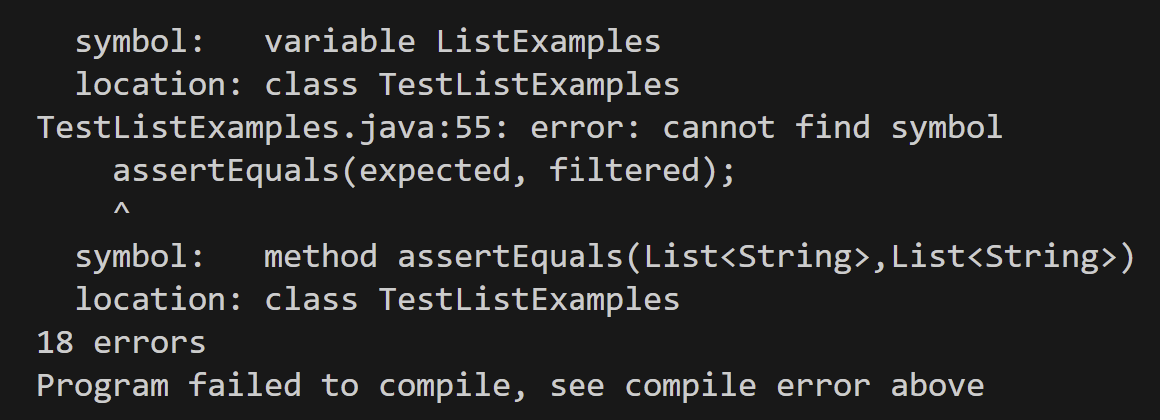 symbol:   variable ListExamples
location: class TestListExamples
TestListExamples.java:55: error: cannot find symbol
assertEquals(expected, filtered);
^
symbol:   method assertEquals(List<String>,List<String>)
location: class TestListExamples
18 errors
Program failed to compile, see compile error above